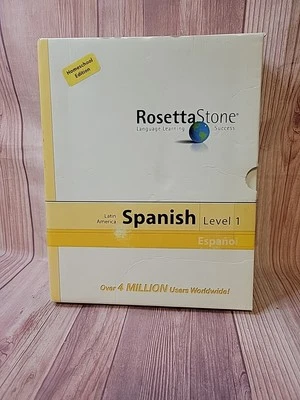 Homeschool
Edition
RosettaStone®
Language Learning Success
Latin
America
Spanish Level 1
Español
Over 4 MILLION Users Worldwide!